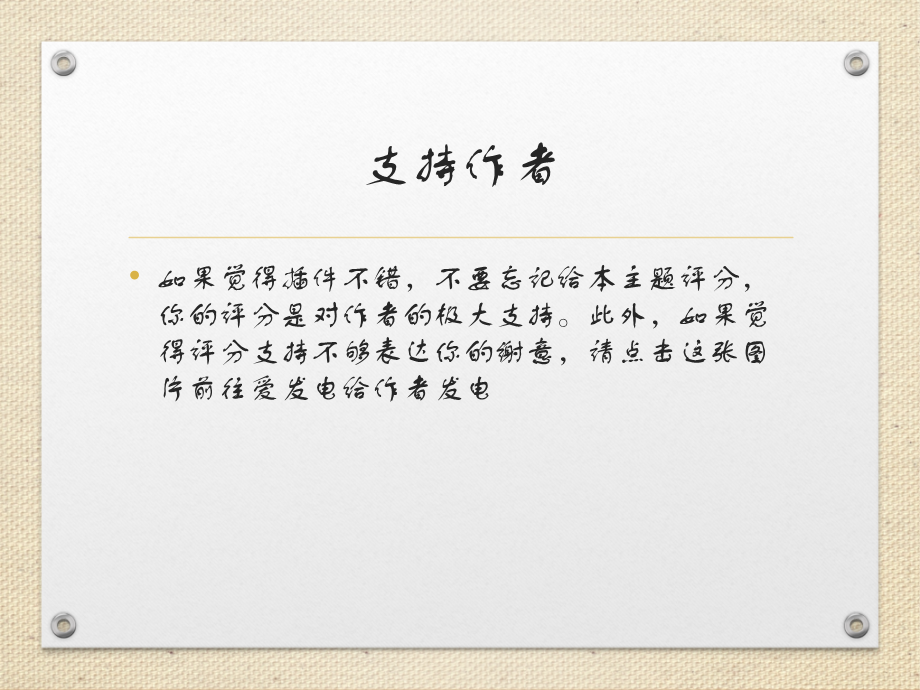 支持作者
如果觉得插件不错，不要忘记给本主题评分，
你的评分是对作者的极大支持。此外，如果觉
得评分支持不够表达你的谢意，请点击这张图
片前往爱发电给作者发电